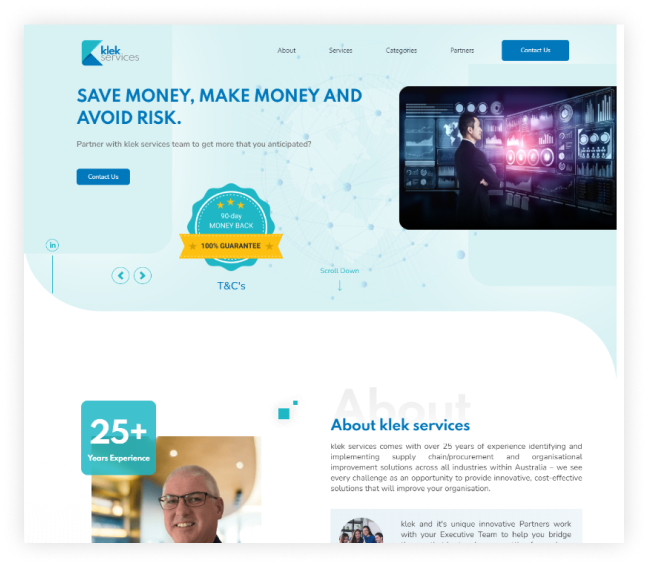 klek
services
About
Services
Categories
Partners
Contact Us
SAVE MONEY, MAKE MONEY AND
AVOID RISK.
Partner with klek services team to get more that you anticipated?
Contact Us
90-day
MONEY BACK
100% GUARANTEE
T&C's
in
Scroll Down
25+
Years Experience
About
About klek services
klek services comes with over 25 years of experience identifying and
implementing supply chain/procurement and organisational
improvement solutions across all industries within Australia – we see
every challenge as an opportunity to provide innovative, cost-effective
solutions that will improve your organisation.
klek and it's unique innovative Partners work
with your Executive Team to help you bridge